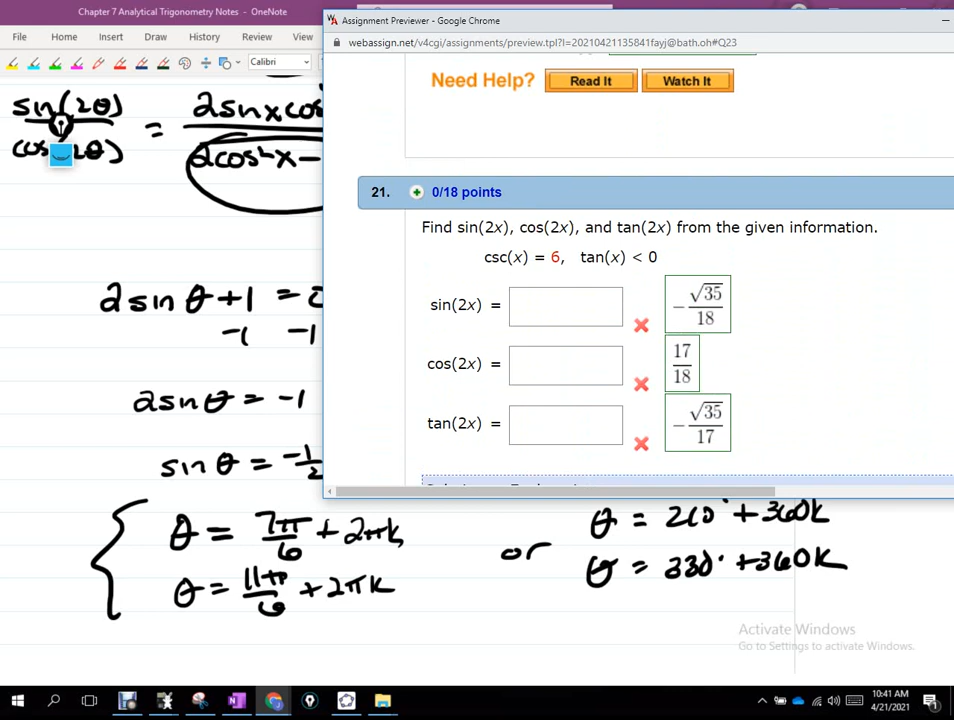 Chapter 7 Analytical Trigonometry Notes - OneNote
File Home Insert Draw History Review View
Calibri
sin(2θ) / cos(2θ) = 2sinxcos / 2cos²x −
2sin θ + 1 = 0
−1 −1
2sinθ = −1
sin θ = −1/2
θ = 7π/6 + 2πk
θ = 11π/6 + 2πk
or
θ = 210° + 360k
θ = 330° + 360k
Assignment Previewer - Google Chrome
webassign.net/v4cgi/assignments/preview.tpl?l=20210421135841fayj@bath.oh#Q23
Need Help? Read It Watch It
21. + 0/18 points
Find sin(2x), cos(2x), and tan(2x) from the given information.
csc(x) = 6, tan(x) < 0
sin(2x) = −√35/18
cos(2x) = 17/18
tan(2x) = −√35/17
Activate Windows
Go to Settings to activate Windows.
10:41 AM
4/21/2021